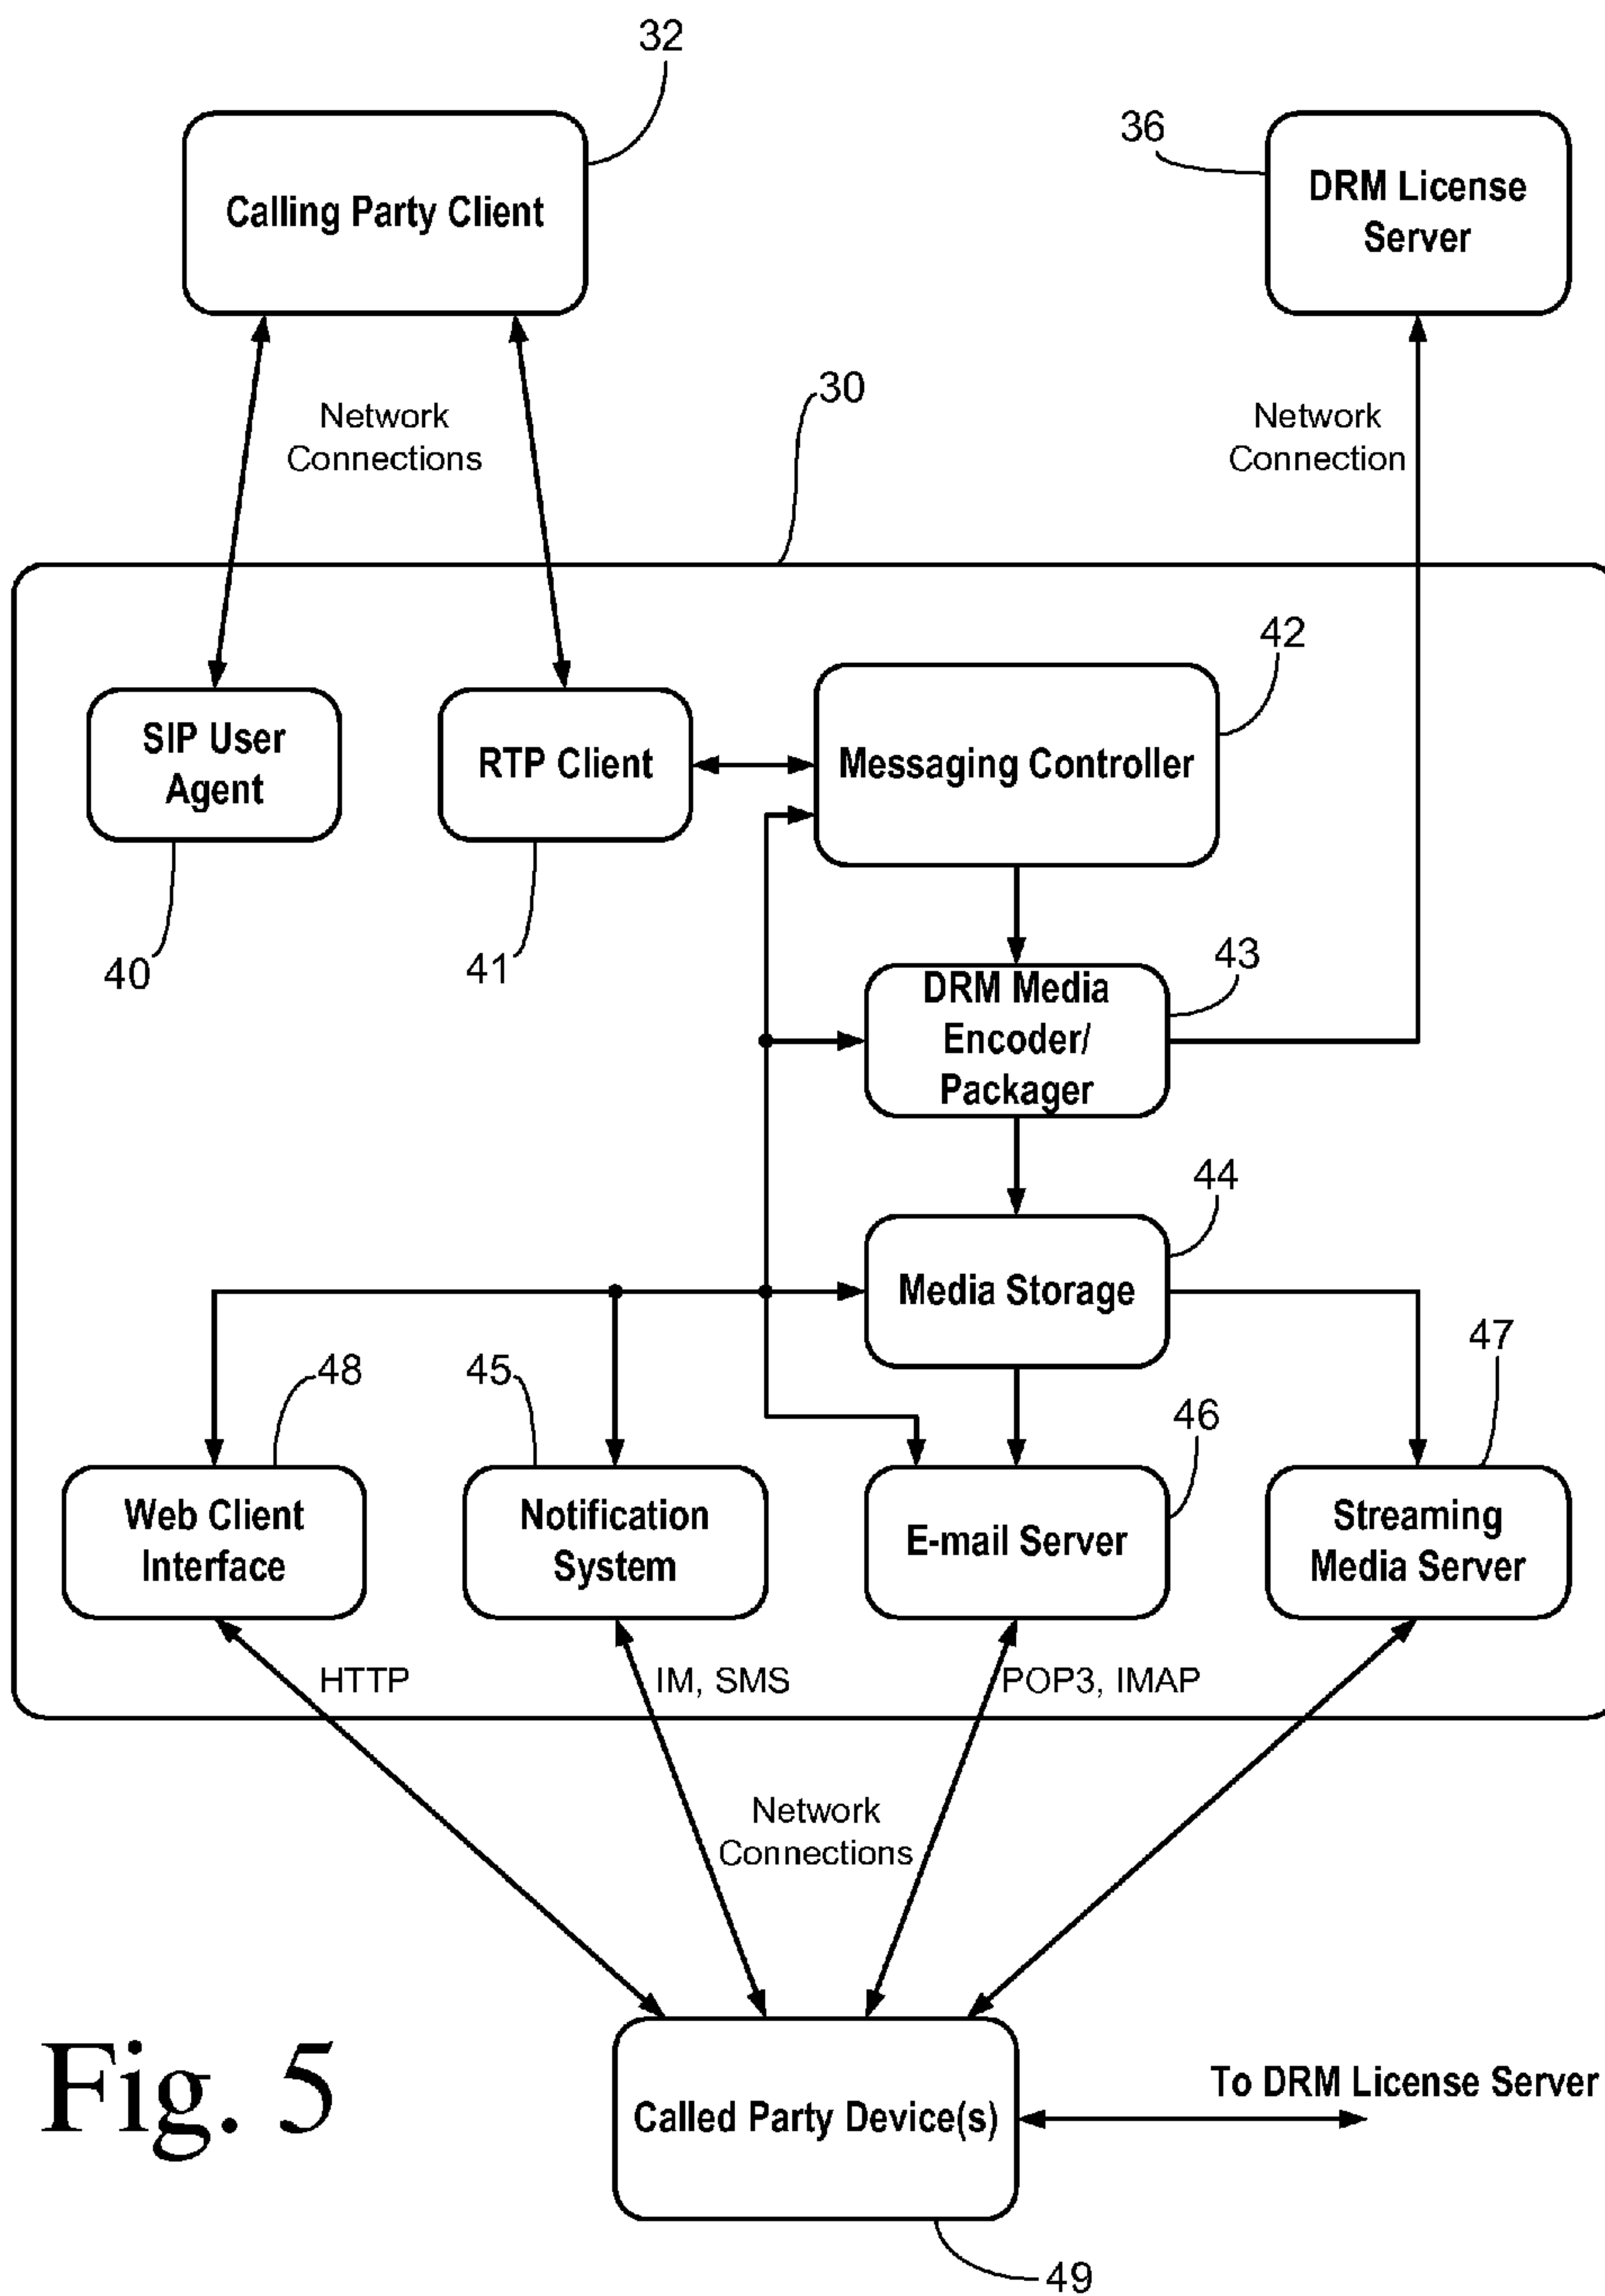 32
36
Calling Party Client
DRM License
Server
30
Network
Connections
Network
Connection
42
SIP User
Agent
RTP Client
Messaging Controller
40
41
43
DRM Media
Encoder/
Packager
44
Media Storage
48
45
46
47
Web Client
Interface
Notification
System
E-mail Server
Streaming
Media Server
HTTP
IM, SMS
POP3, IMAP
Network
Connections
Fig. 5
Called Party Device(s)
To DRM License Server
49